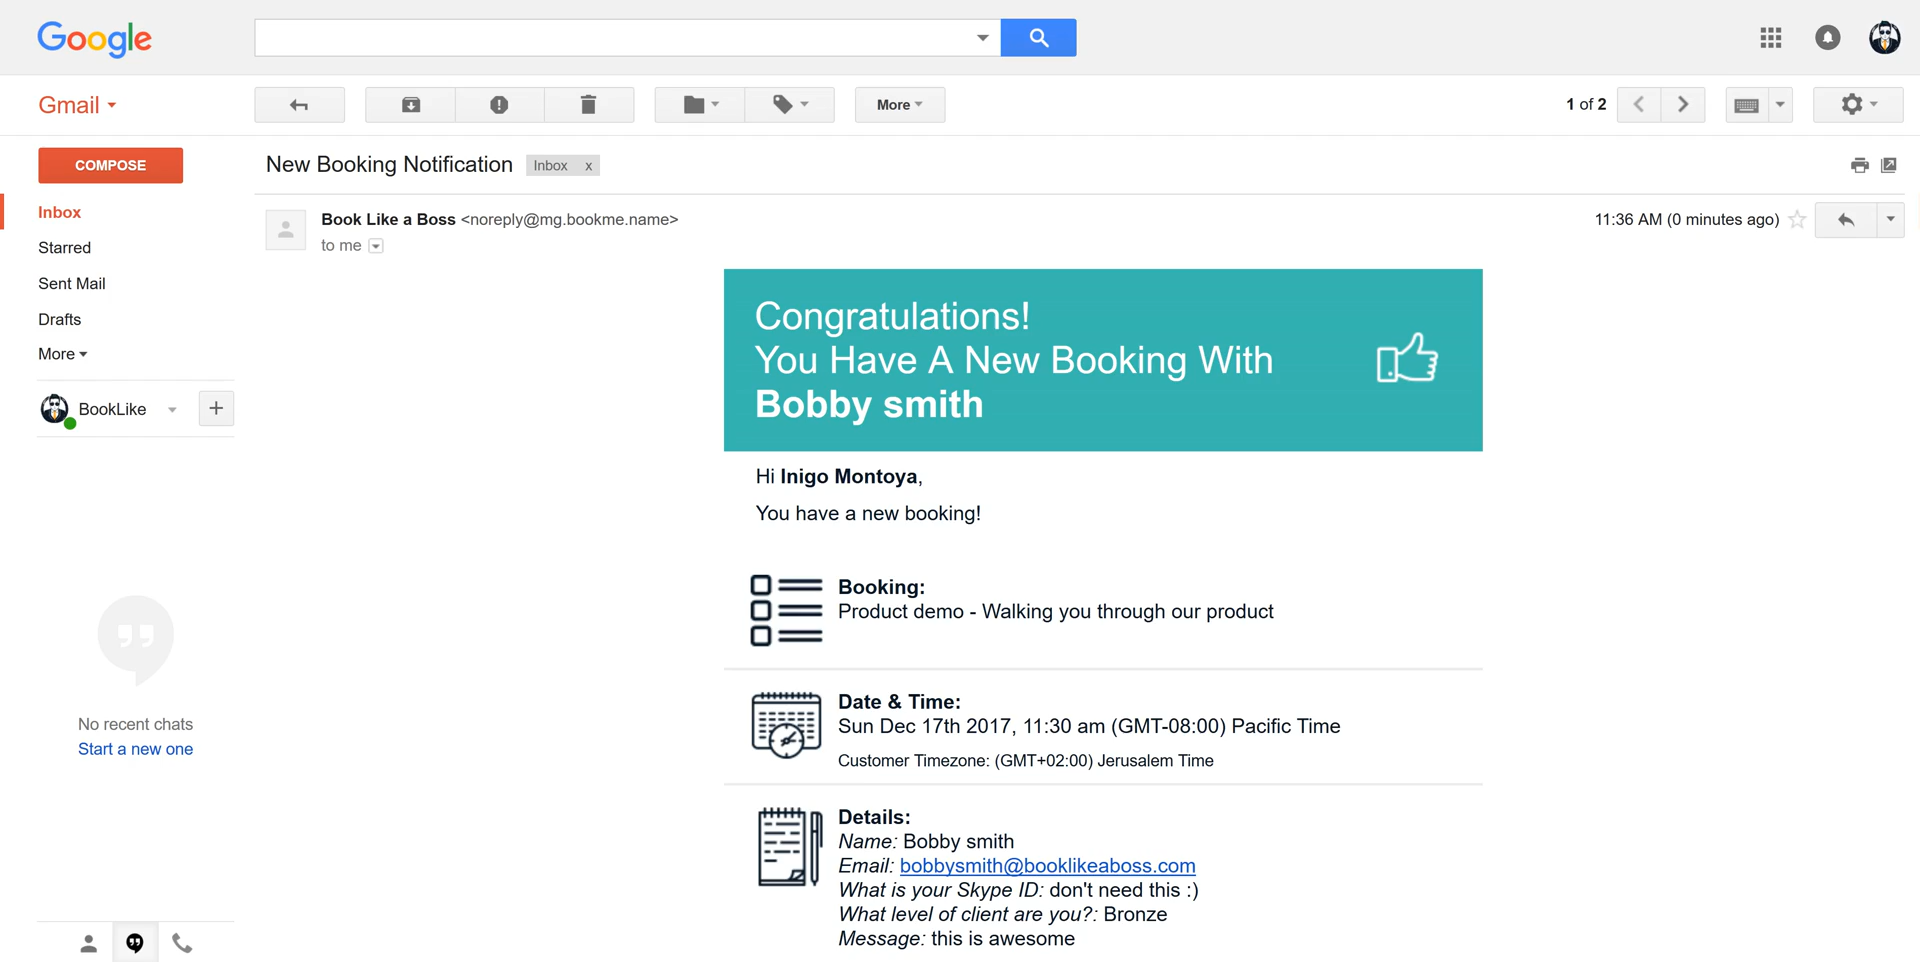 Google
Gmail
More
1 of 2
COMPOSE
New Booking Notification Inbox x
Inbox
Starred
Sent Mail
Drafts
More
BookLike
No recent chats
Start a new one
Book Like a Boss <noreply@mg.bookme.name>
to me
11:36 AM (0 minutes ago)
Congratulations!
You Have A New Booking With
Bobby smith
Hi Inigo Montoya,
You have a new booking!
Booking:
Product demo - Walking you through our product
Date & Time:
Sun Dec 17th 2017, 11:30 am (GMT-08:00) Pacific Time
Customer Timezone: (GMT+02:00) Jerusalem Time
Details:
Name: Bobby smith
Email: bobbysmith@booklikeaboss.com
What is your Skype ID: don't need this :)
What level of client are you?: Bronze
Message: this is awesome